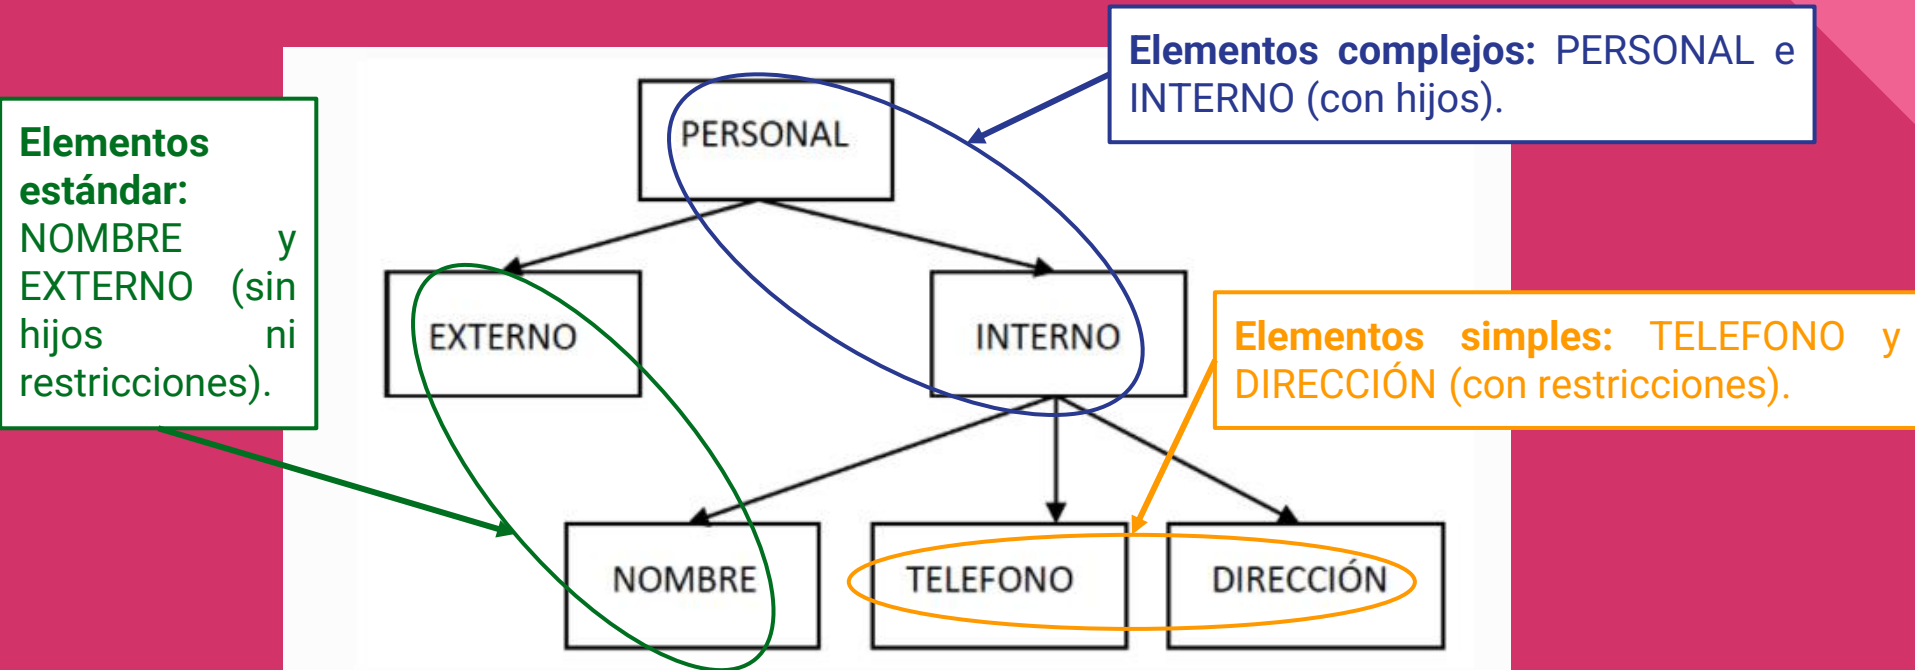 Elementos complejos: PERSONAL e
INTERNO (con hijos).
PERSONAL
Elementos
estándar:
NOMBRE y
EXTERNO (sin
hijos ni
restricciones).
EXTERNO
INTERNO
Elementos simples: TELEFONO y
DIRECCIÓN (con restricciones).
NOMBRE
TELEFONO
DIRECCIÓN